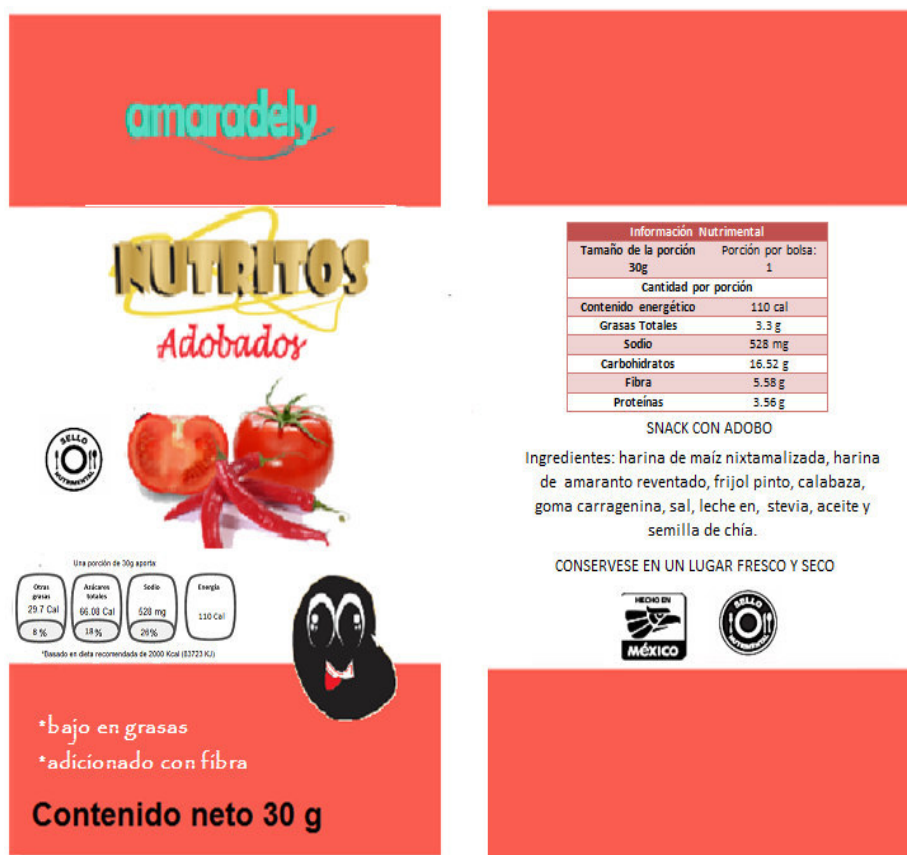 amaradely
NUTRITOS
Adobados
SELLO
NUTRIMENTAL
Una porción de 30g aporta:
Otras grasas
29.7 Cal
8 %
Azúcares totales
66.08 Cal
18 %
Sodio
528 mg
26%
Energía
110 Cal
*Basado en dieta recomendada de 2000 Kcal (83723 KJ)
*bajo en grasas
*adicionado con fibra
Contenido neto 30 g
Información Nutrimental
Tamaño de la porción 30g
Porción por bolsa: 1
Cantidad por porción
Contenido energético 110 cal
Grasas Totales 3.3 g
Sodio 528 mg
Carbohidratos 16.52 g
Fibra 5.58 g
Proteínas 3.56 g
SNACK CON ADOBO
Ingredientes: harina de maíz nixtamalizada, harina
de amaranto reventado, frijol pinto, calabaza,
goma carragenina, sal, leche en, stevia, aceite y
semilla de chía.
CONSERVESE EN UN LUGAR FRESCO Y SECO
HECHO EN
MÉXICO
SELLO
NUTRIMENTAL